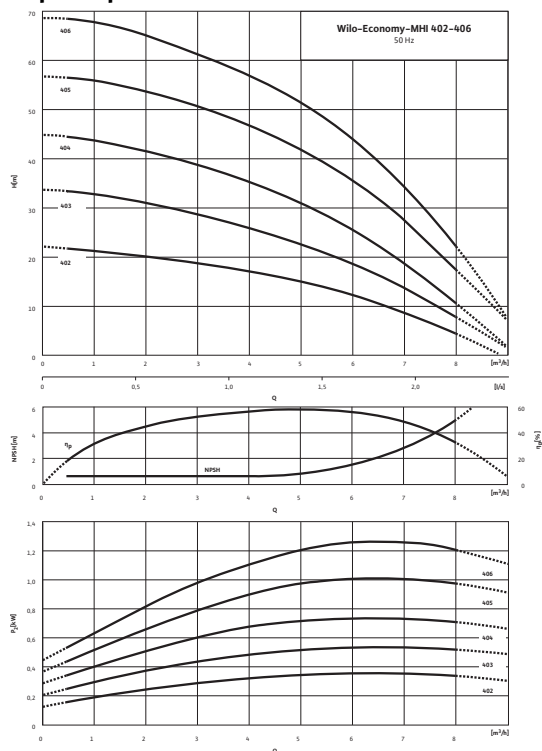 Wilo-Economy-MHI 402-406
50 Hz
70
60
50
40
30
20
10
0
H[m]
406
405
404
403
402
0 1 2 3 4 5 6 7 8 [m³/h]
0 0,5 1,0 1,5 2,0 [l/s]
Q
6
4
2
0
NPSH[m]
ηp
NPSH
60
40
20
0
ηp[%]
0 1 2 3 4 5 6 7 8 [m³/h]
Q
1,4
1,2
1,0
0,8
0,6
0,4
0,2
0
P₂[kW]
406
405
404
403
402
0 1 2 3 4 5 6 7 8 [m³/h]
Q